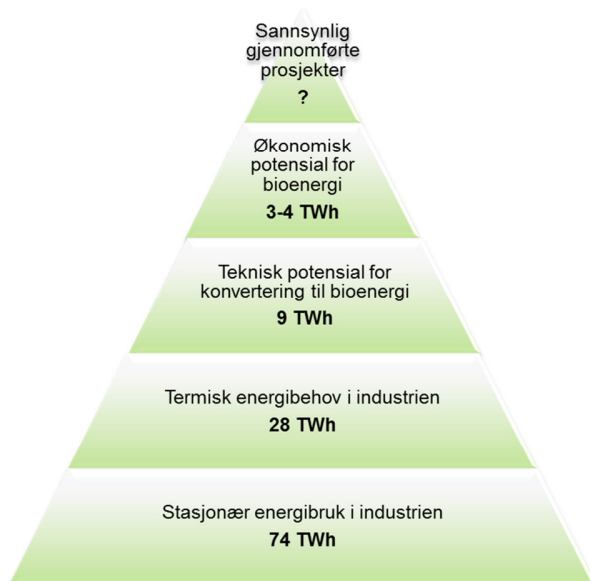 Sannsynlig
gjennomførte
prosjekter
?
Økonomisk
potensial for
bioenergi
3-4 TWh
Teknisk potensial for
konvertering til bioenergi
9 TWh
Termisk energibehov i industrien
28 TWh
Stasjonær energibruk i industrien
74 TWh